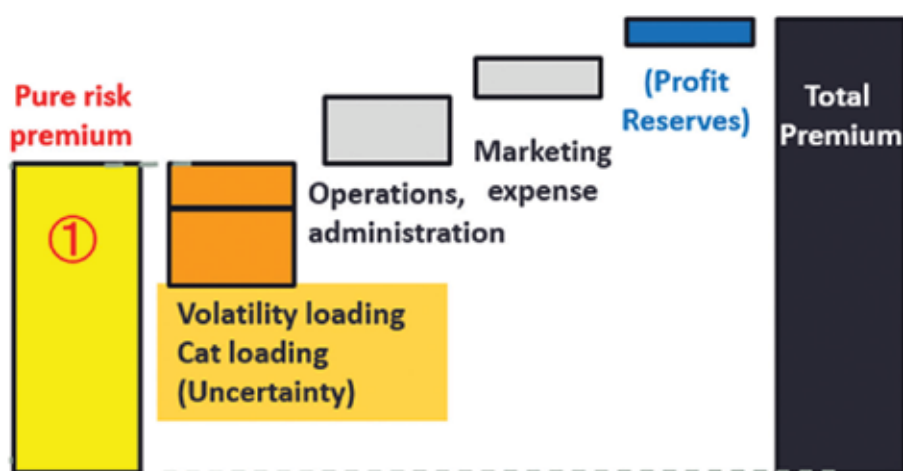 Pure risk
premium
①
Volatility loading
Cat loading
(Uncertainty)
Operations,
administration
Marketing
expense
(Profit
Reserves)
Total
Premium